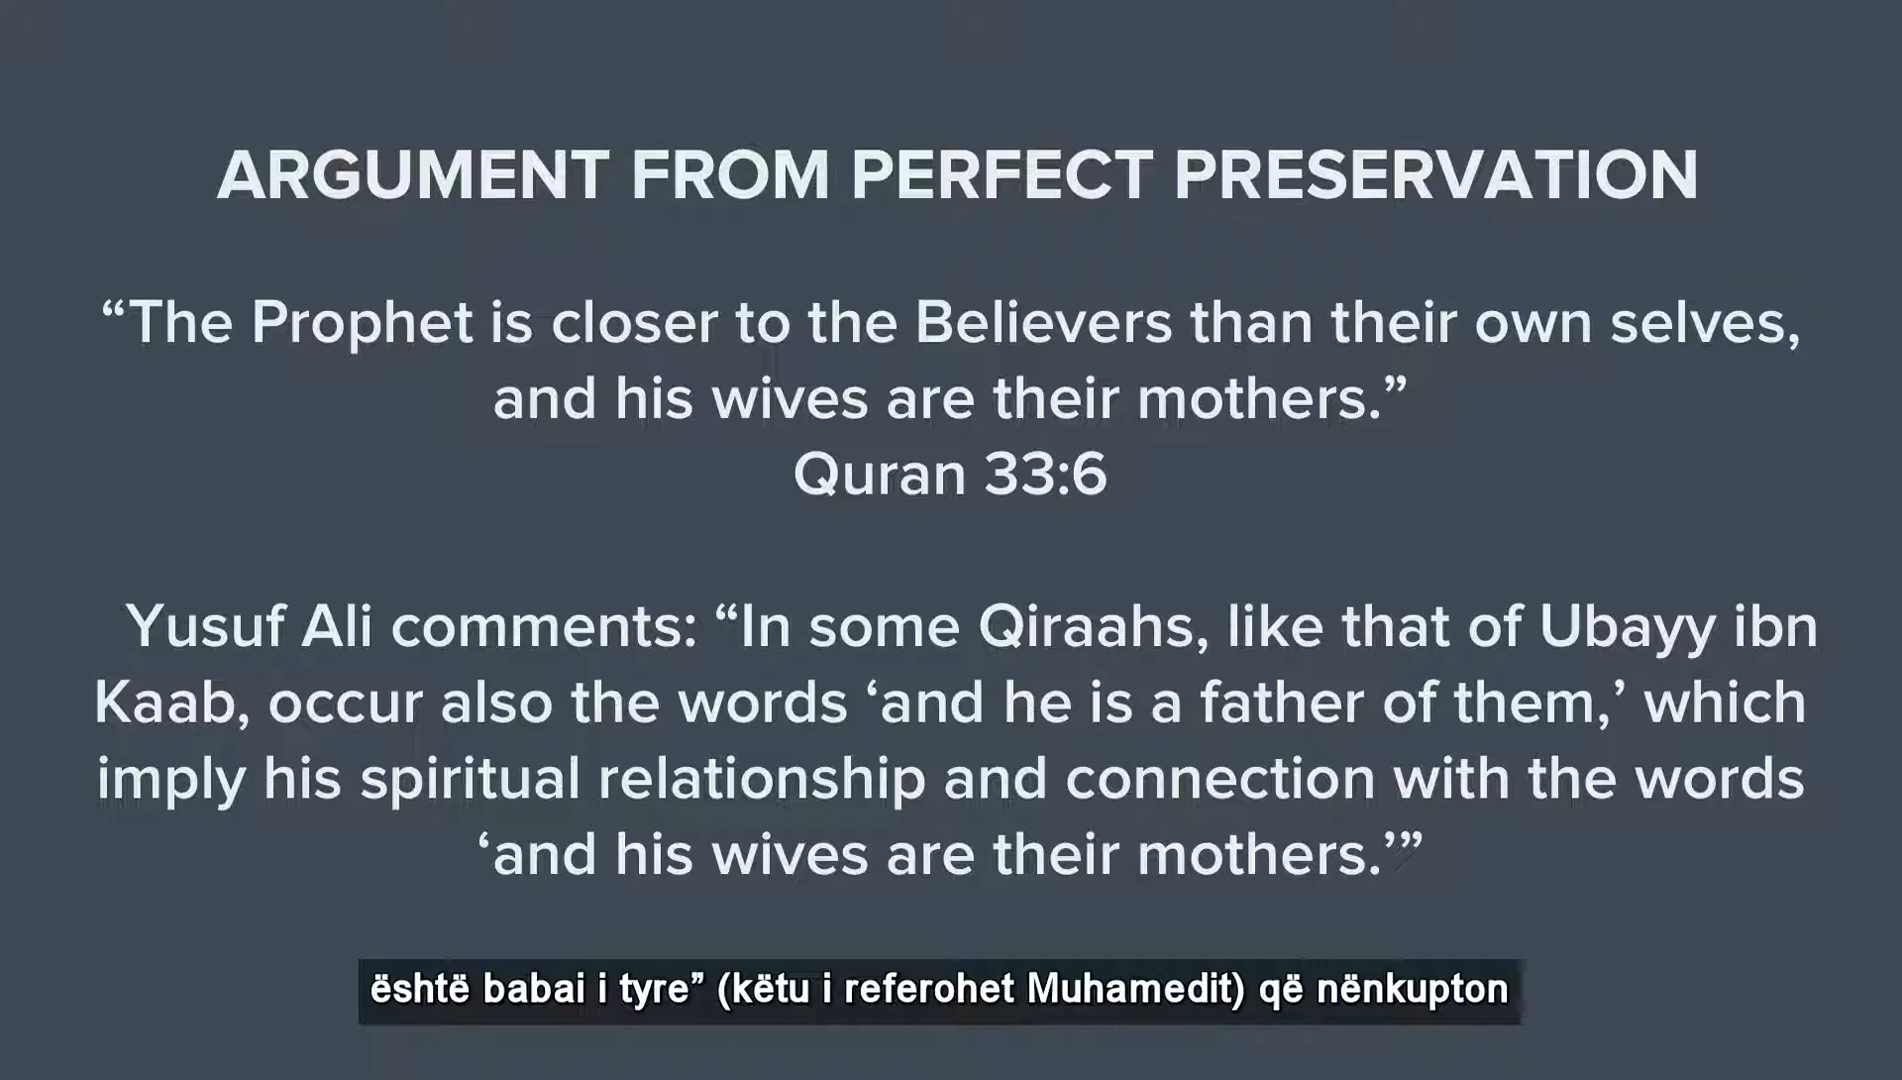 ARGUMENT FROM PERFECT PRESERVATION
“The Prophet is closer to the Believers than their own selves,
and his wives are their mothers.”
Quran 33:6
Yusuf Ali comments: “In some Qiraahs, like that of Ubayy ibn
Kaab, occur also the words ‘and he is a father of them,’ which
imply his spiritual relationship and connection with the words
‘and his wives are their mothers.’”
është babai i tyre” (këtu i referohet Muhamedit) që nënkupton